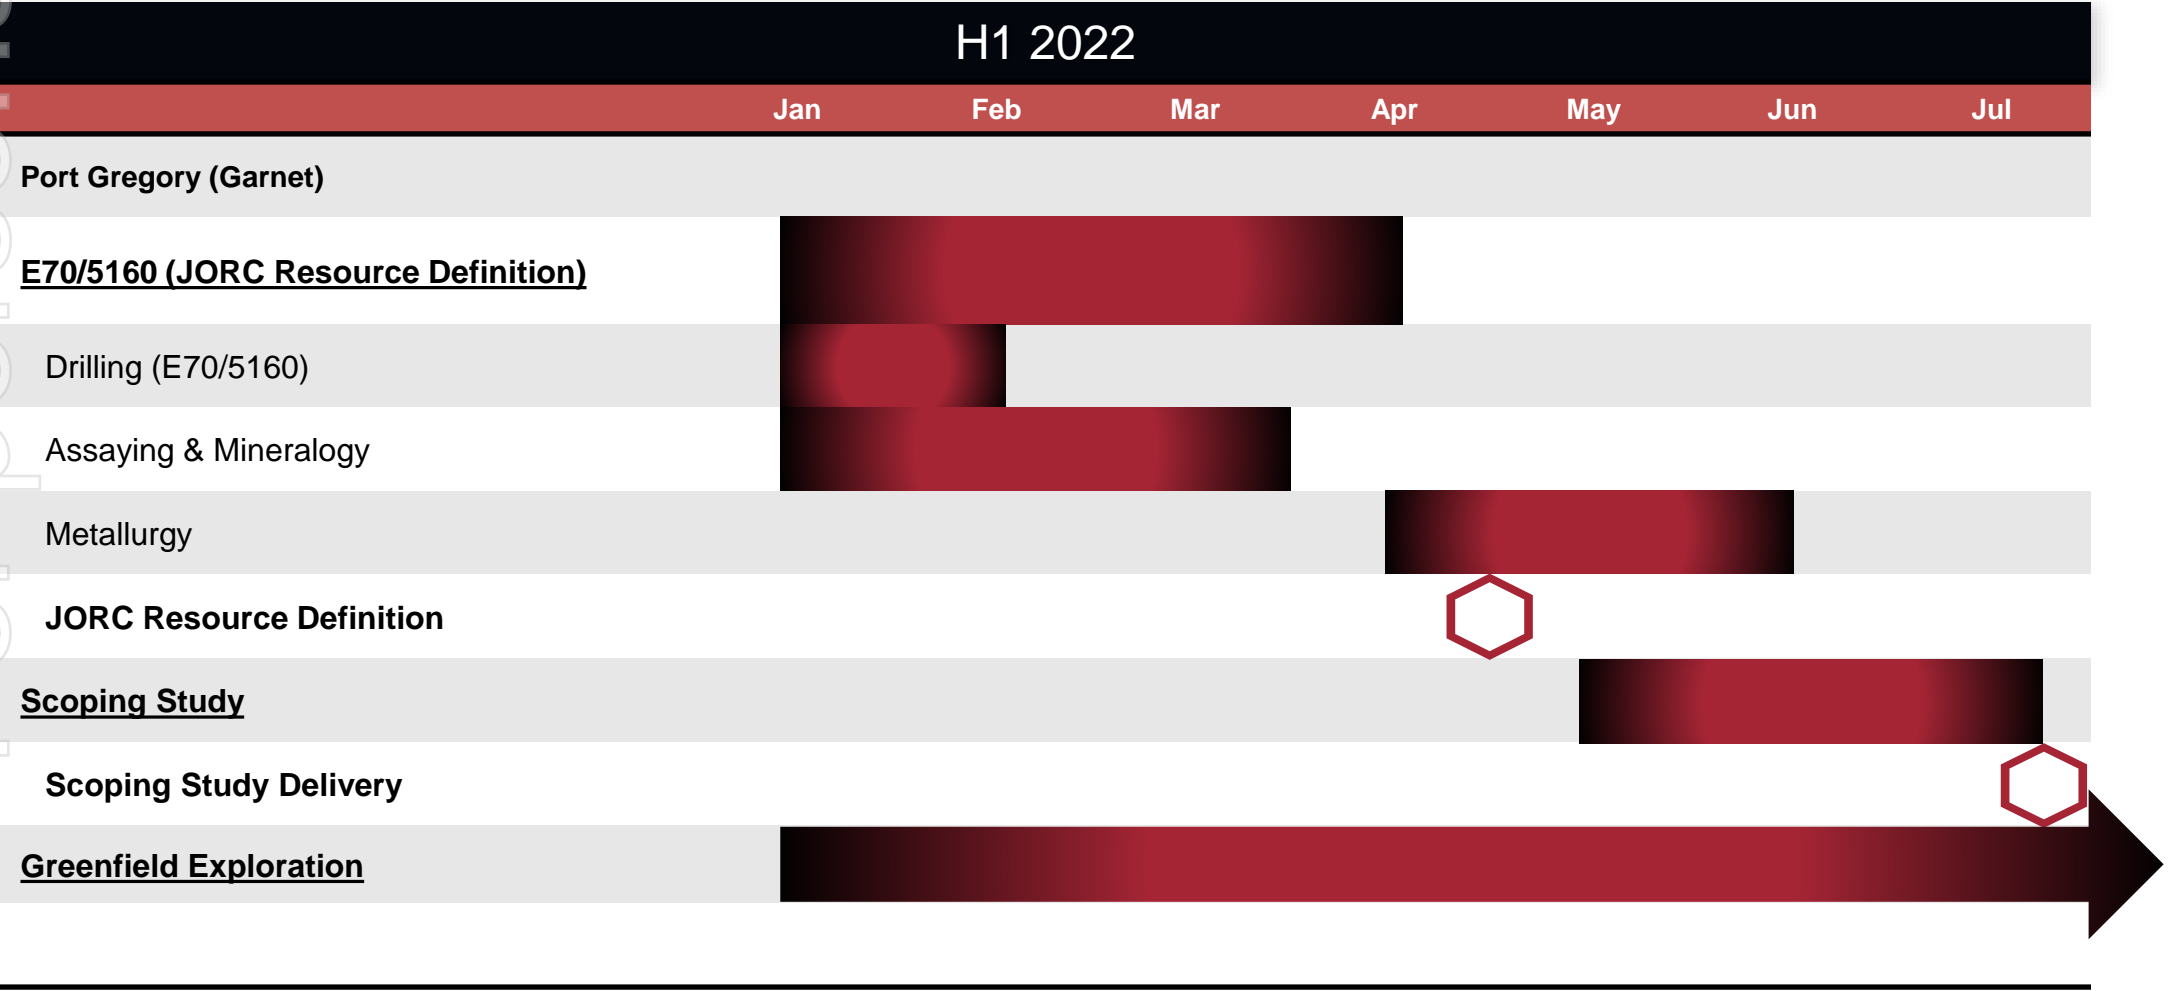 H1 2022
Jan Feb Mar Apr May Jun Jul
Port Gregory (Garnet)
E70/5160 (JORC Resource Definition)
Drilling (E70/5160)
Assaying & Mineralogy
Metallurgy
JORC Resource Definition
Scoping Study
Scoping Study Delivery
Greenfield Exploration